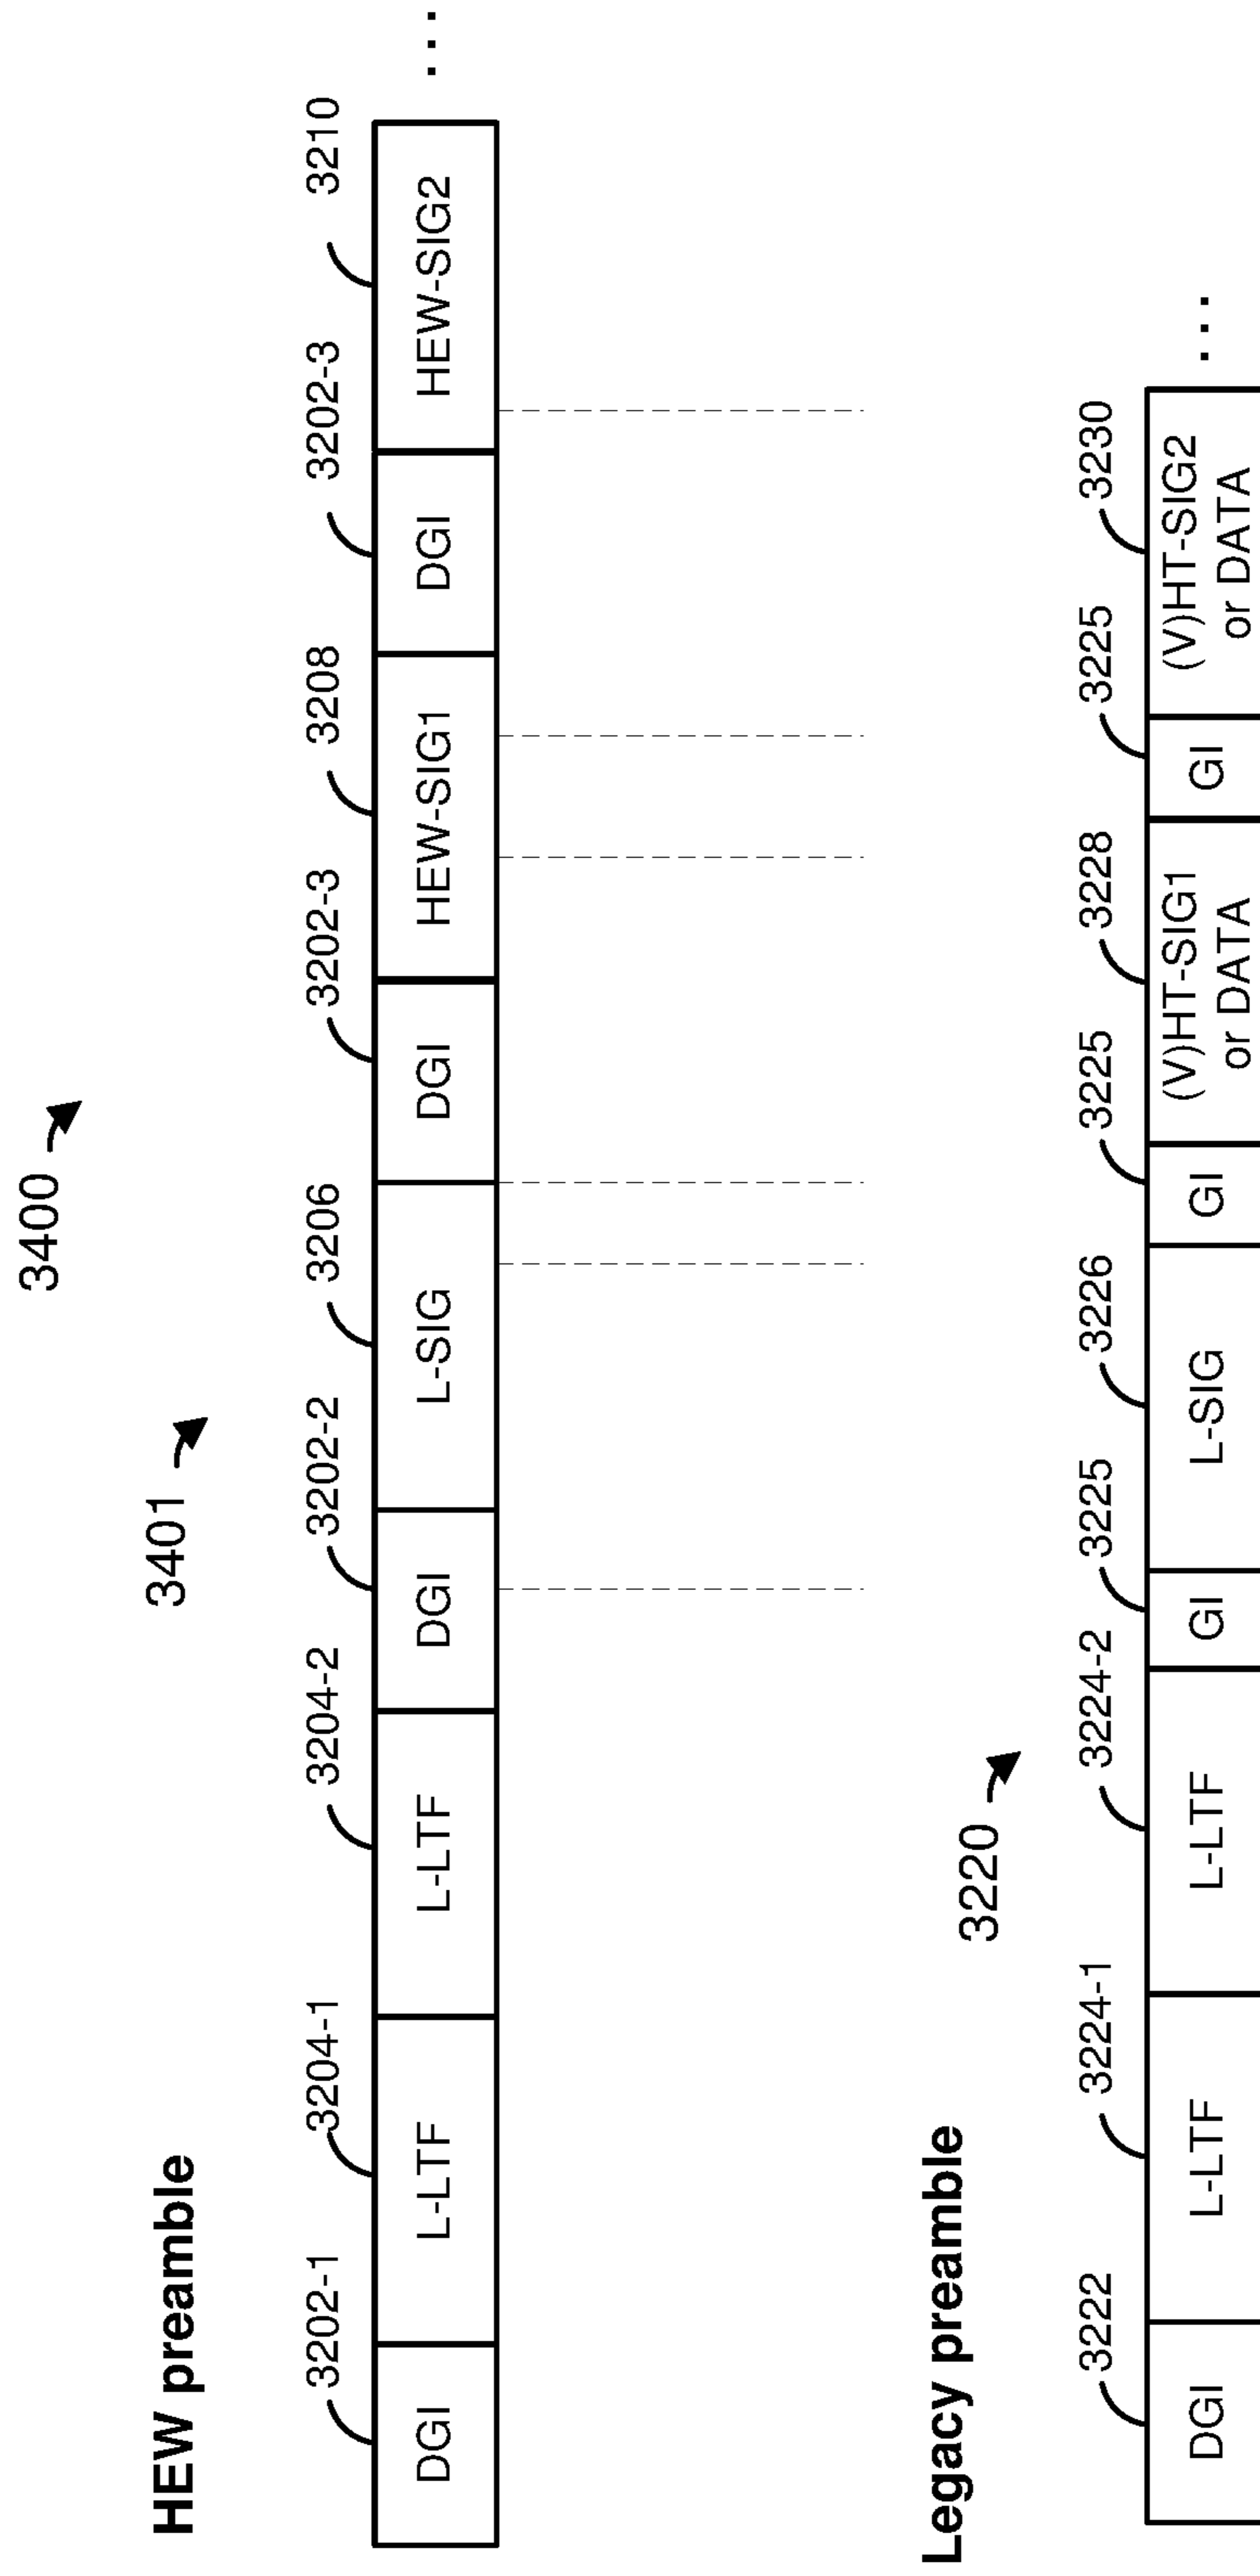 3400
HEW preamble
3401
3202-1
3204-1
3204-2
3202-2
3206
3202-3
3208
3202-3
3210
DGI
L-LTF
L-LTF
DGI
L-SIG
DGI
HEW-SIG1
DGI
HEW-SIG2
...
Legacy preamble
3220
3222
3224-1
3224-2
3225
3226
3225
3228
3225
3230
DGI
L-LTF
L-LTF
GI
L-SIG
GI
(V)HT-SIG1
or DATA
GI
(V)HT-SIG2
or DATA
...